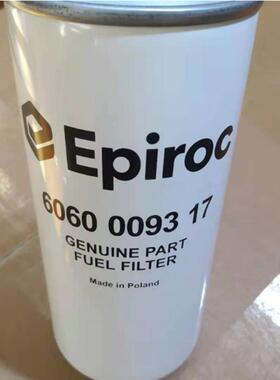 Epiroc
6060 0093 17
GENUINE PART
FUEL FILTER
Made in Poland